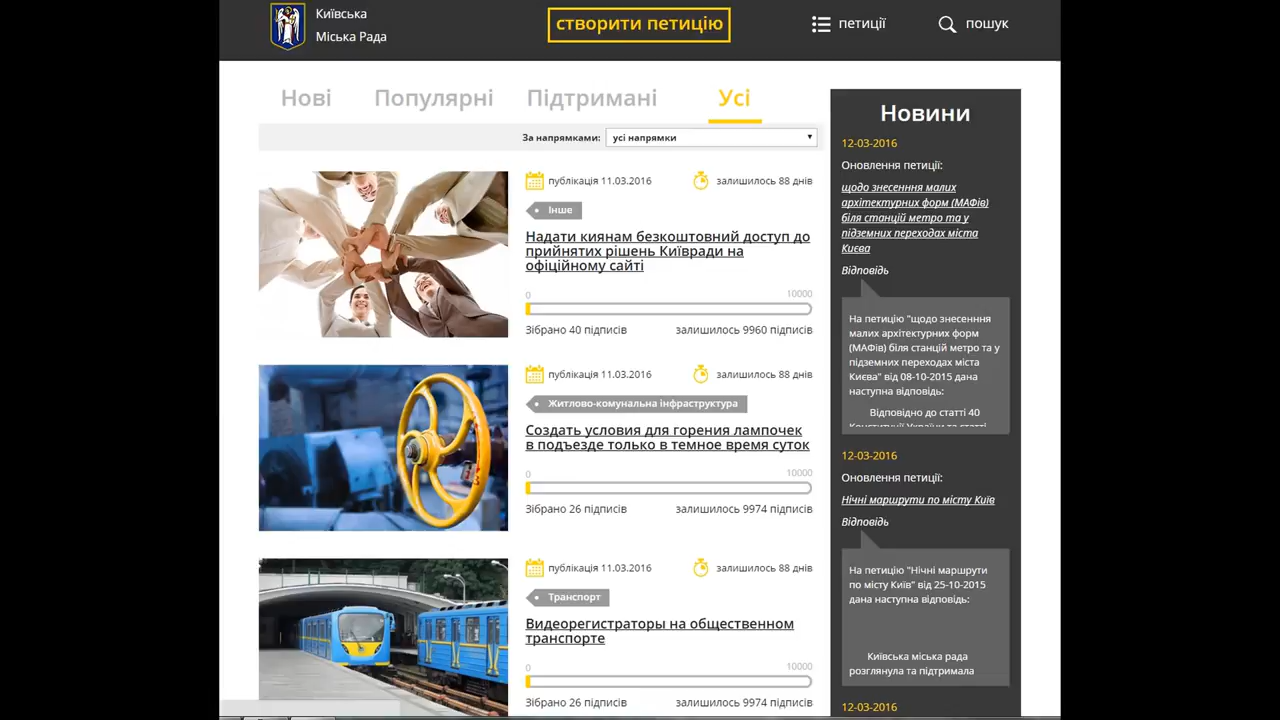 Київська
Міська Рада
створити петицію
петиції
пошук
Нові
Популярні
Підтримані
Усі
За напрямками:
усі напрямки
публікація 11.03.2016
залишилось 88 днів
Інше
Надати киянам безкоштовний доступ до
прийнятих рішень Київради на
офіційному сайті
0
10000
Зібрано 40 підписів
залишилось 9960 підписів
публікація 11.03.2016
залишилось 88 днів
Житлово-комунальна інфраструктура
Создать условия для горения лампочек
в подъезде только в темное время суток
0
10000
Зібрано 26 підписів
залишилось 9974 підписів
публікація 11.03.2016
залишилось 88 днів
Транспорт
Видеорегистраторы на общественном
транспорте
0
10000
Зібрано 26 підписів
залишилось 9974 підписів
Новини
12-03-2016
Оновлення петиції:
щодо знесенння малих
архітектурних форм (МАФів)
біля станцій метро та у
підземних переходах міста
Києва
Відповідь
На петицію "щодо знесенння
малих архітектурних форм
(МАФів) біля станцій метро та у
підземних переходах міста
Києва" від 08-10-2015 дана
наступна відповідь:
Відповідно до статті 40
Конституції України та статті
12-03-2016
Оновлення петиції:
Нічні маршрути по місту Київ
Відповідь
На петицію "Нічні маршрути
по місту Київ" від 25-10-2015
дана наступна відповідь:
Київська міська рада
розглянула та підтримала
12-03-2016